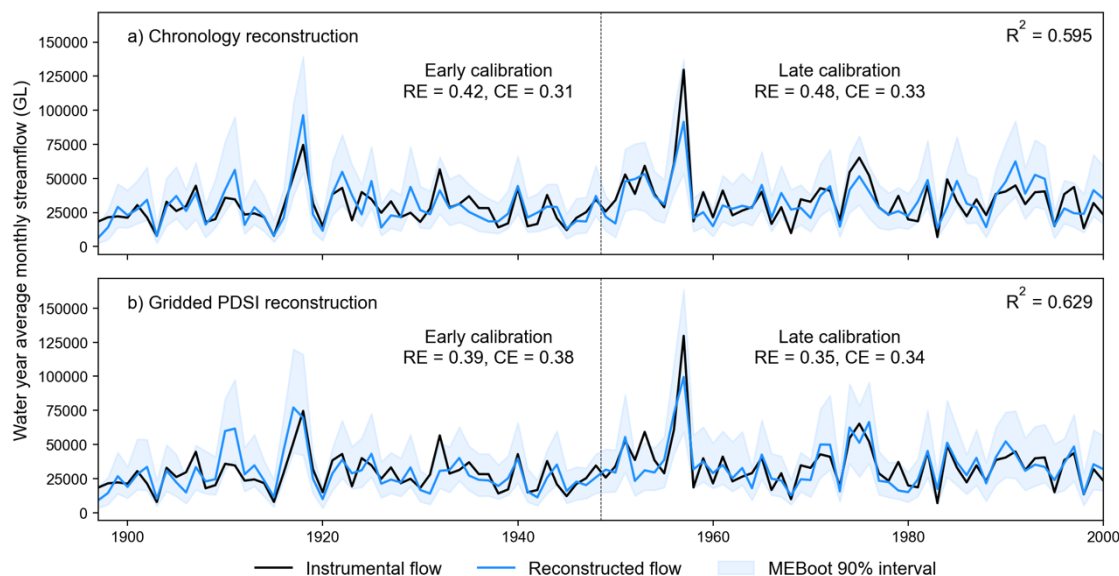 a) Chronology reconstruction
R² = 0.595
Early calibration
RE = 0.42, CE = 0.31
Late calibration
RE = 0.48, CE = 0.33
150000
125000
100000
75000
50000
25000
0
Water year average monthly streamflow (GL)
b) Gridded PDSI reconstruction
R² = 0.629
Early calibration
RE = 0.39, CE = 0.38
Late calibration
RE = 0.35, CE = 0.34
150000
125000
100000
75000
50000
25000
0
1900 1920 1940 1960 1980 2000
Instrumental flow Reconstructed flow MEBoot 90% interval